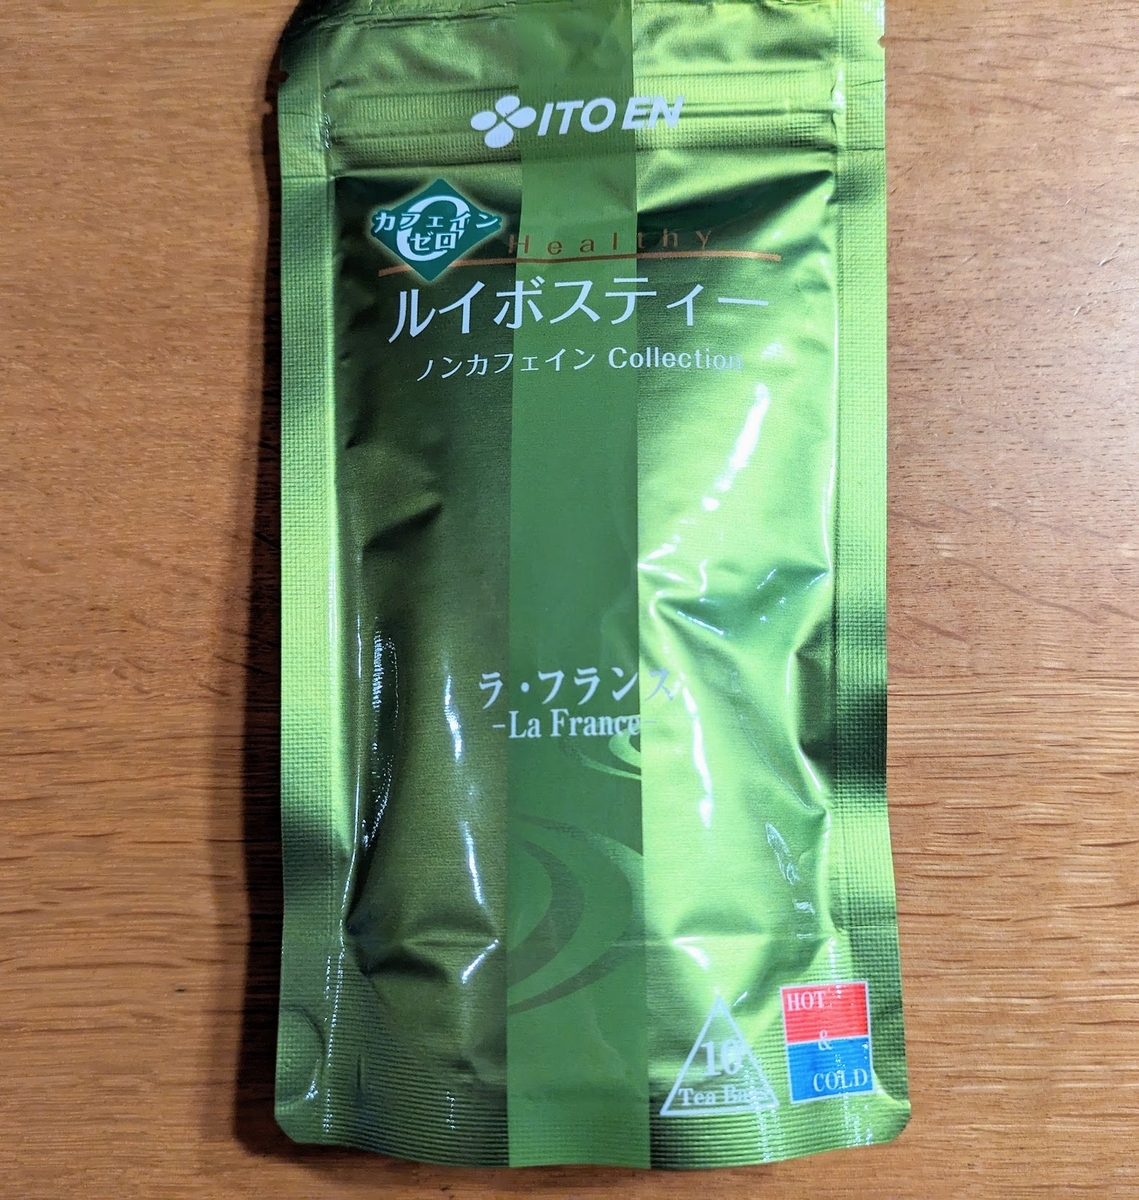 ITO EN
カフェイン
ゼロ
Healthy
ルイボスティー
ノンカフェイン Collection
ラ・フランス
-La France-
10
Tea Bags
HOT
&
COLD